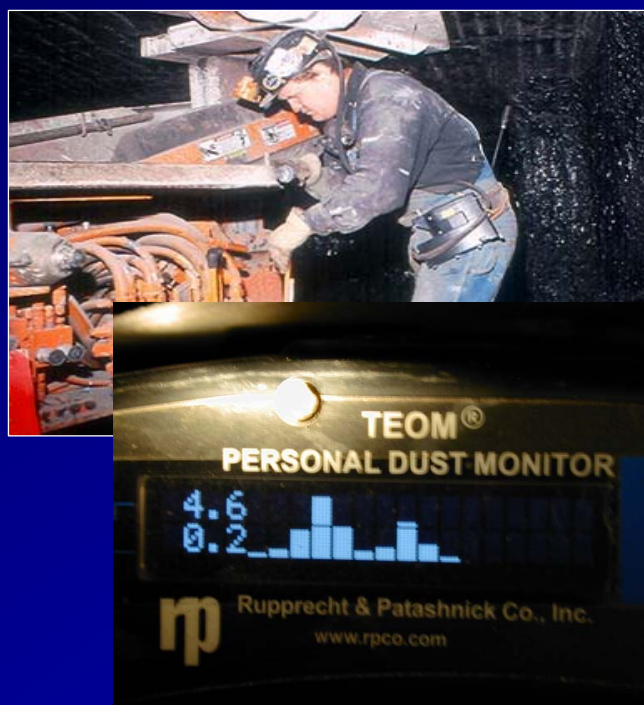 TEOM®
PERSONAL DUST MONITOR
4.6
0.2
rp
Rupprecht & Patashnick Co., Inc.
www.rpco.com